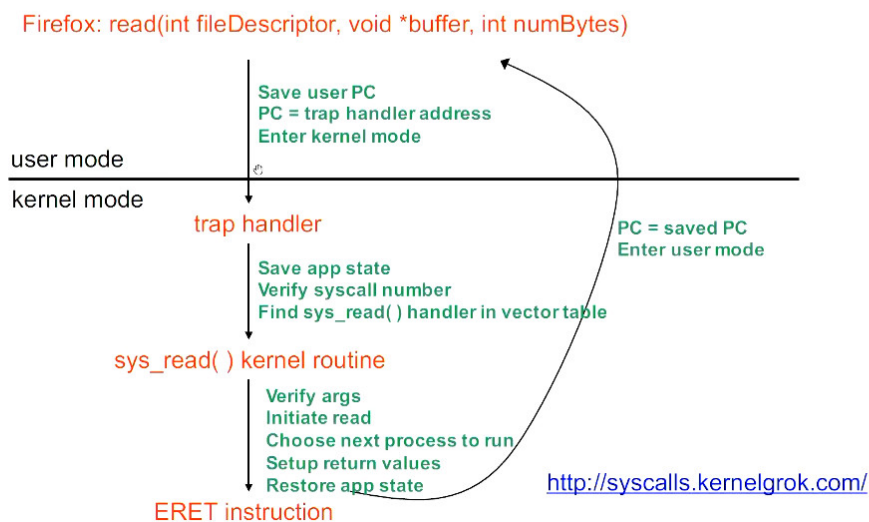 Firefox: read(int fileDescriptor, void *buffer, int numBytes)
Save user PC
PC = trap handler address
Enter kernel mode
user mode
kernel mode
trap handler
PC = saved PC
Enter user mode
Save app state
Verify syscall number
Find sys_read( ) handler in vector table
sys_read( ) kernel routine
Verify args
Initiate read
Choose next process to run
Setup return values
Restore app state
http://syscalls.kernelgrok.com/
ERET instruction